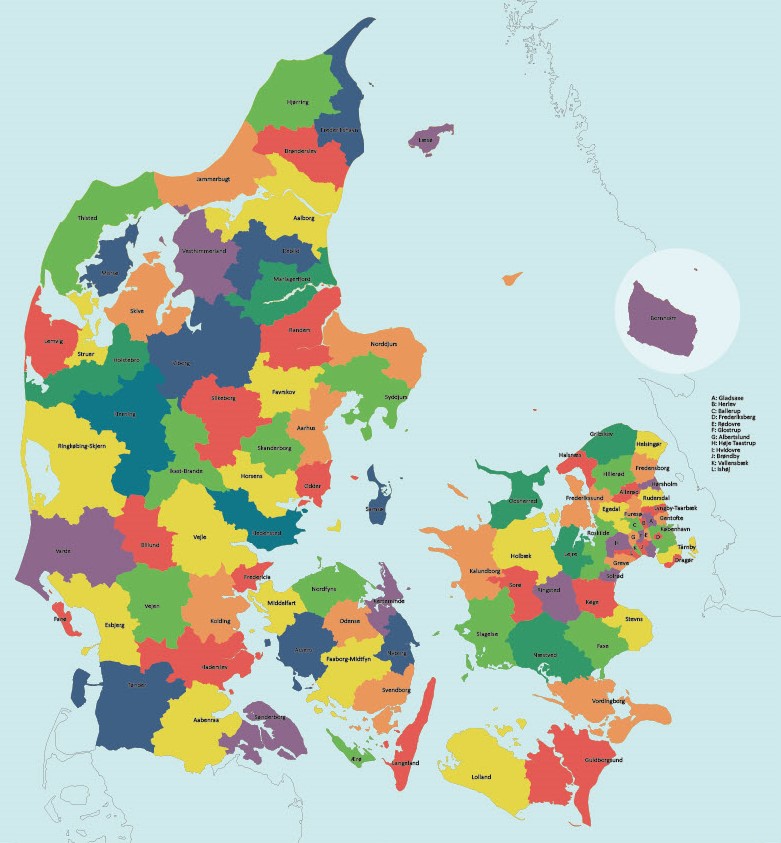 Hjørring
Frederikshavn
Læsø
Brønderslev
Jammerbugt
Thisted
Aalborg
Vesthimmerland
Rebild
Morsø
Mariagerfjord
Skive
Bornholm
Lemvig
Struer
Randers
Norddjurs
Holstebro
Viborg
Favrskov
Syddjurs
Silkeborg
Herning
Aarhus
Ringkøbing-Skjern
Skanderborg
Ikast-Brande
Horsens
Odder
Samsø
Hedensted
Varde
Billund
Vejle
Fredericia
Fanø
Esbjerg
Vejen
Kolding
Middelfart
Nordfyns
Kerteminde
Odense
Assens
Nyborg
Faaborg-Midtfyn
Haderslev
Tønder
Svendborg
Aabenraa
Sønderborg
Ærø
Langeland
A: Gladsaxe
B: Herlev
C: Ballerup
D: Frederiksberg
E: Rødovre
F: Glostrup
G: Albertslund
H: Høje Taastrup
I: Hvidovre
J: Brøndby
K: Vallensbæk
L: Ishøj
Gribskov
Helsingør
Halsnæs
Hillerød
Fredensborg
Hørsholm
Allerød
Rudersdal
Odsherred
Frederikssund
Egedal
Furesø
Lyngby-Taarbæk
Gentofte
København
Roskilde
C
B
A
G
F
E
D
H
K
Holbæk
Lejre
Tårnby
Dragør
Greve
Solrød
Kalundborg
Sorø
Ringsted
Køge
Stevns
Slagelse
Næstved
Faxe
Vordingborg
Lolland
Guldborgsund